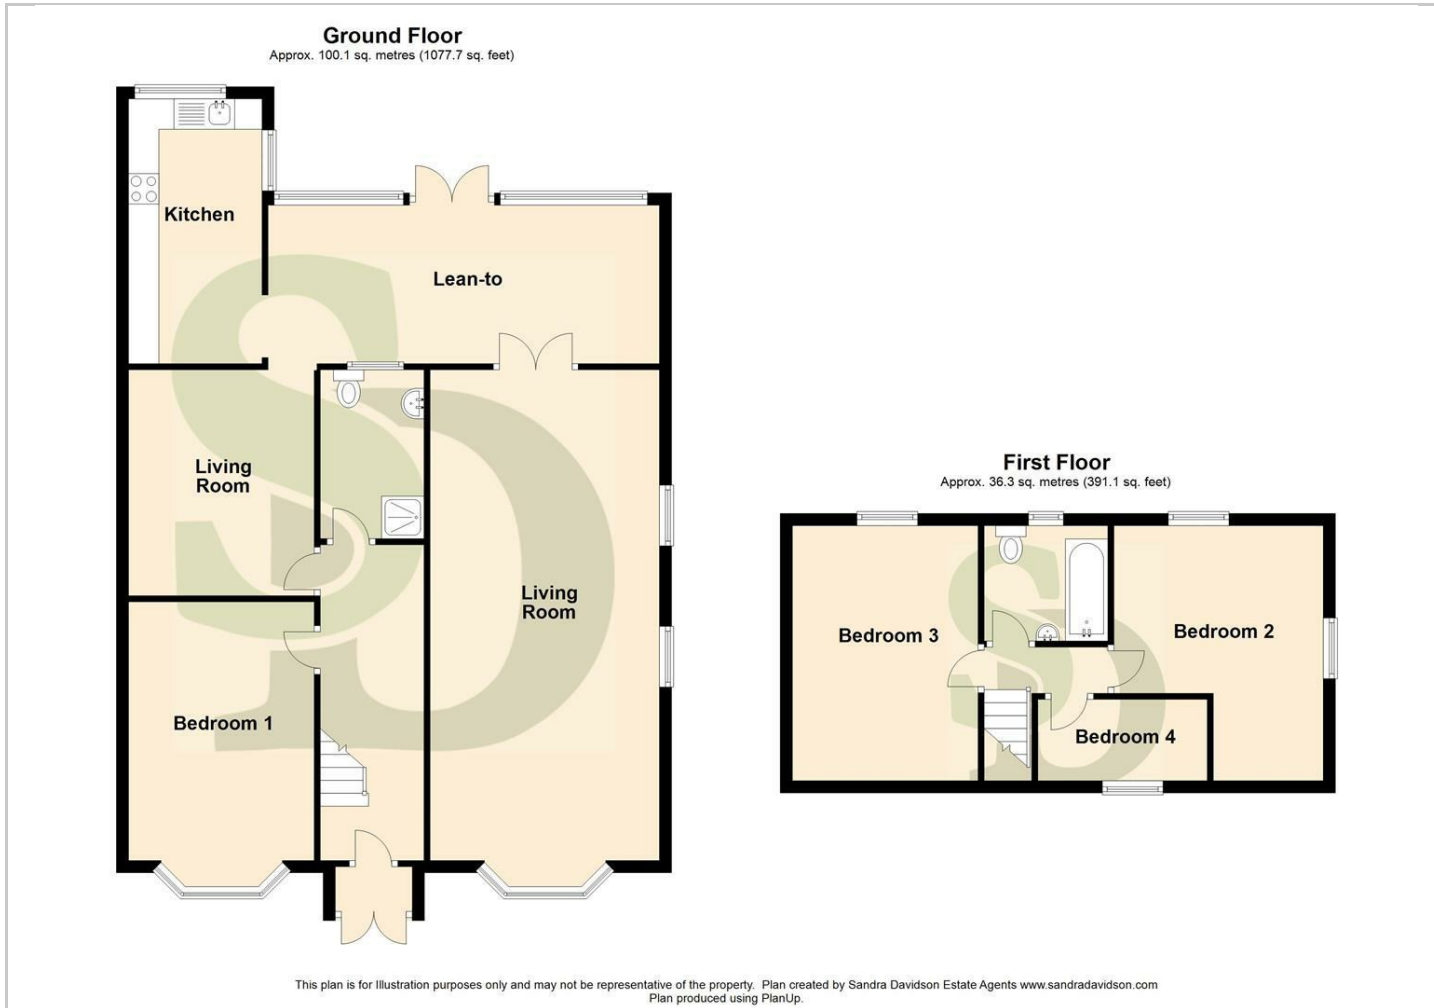 Ground Floor
Approx. 100.1 sq. metres (1077.7 sq. feet)
Kitchen
Lean-to
Living
Room
Living
Room
Bedroom 1
First Floor
Approx. 36.3 sq. metres (391.1 sq. feet)
Bedroom 3
Bedroom 2
Bedroom 4
SD
SD
This plan is for Illustration purposes only and may not be representative of the property. Plan created by Sandra Davidson Estate Agents www.sandradavidson.com
Plan produced using PlanUp.